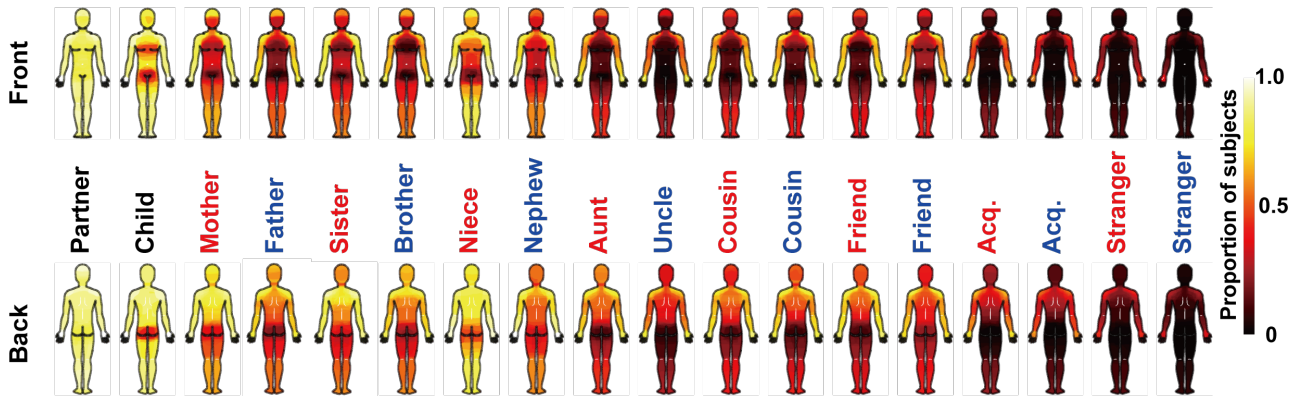 Front
Partner
Child
Mother
Father
Sister
Brother
Niece
Nephew
Aunt
Uncle
Cousin
Cousin
Friend
Friend
Acq.
Acq.
Stranger
Stranger
Back
Proportion of subjects
1.0
0.5
0